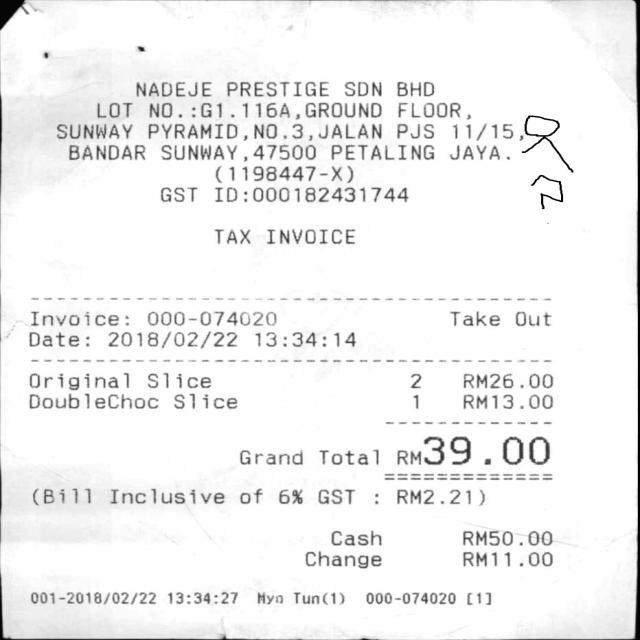 NADEJE PRESTIGE SDN BHD
LOT NO.:G1.116A,GROUND FLOOR,
SUNWAY PYRAMID,NO.3,JALAN PJS 11/15,
BANDAR SUNWAY,47500 PETALING JAYA.
(1198447-X)
GST ID:000182431744
TAX INVOICE
Invoice: 000-074020 Take Out
Date: 2018/02/22 13:34:14
Original Slice 2 RM26.00
DoubleChoc Slice 1 RM13.00
Grand Total RM39.00
(Bill Inclusive of 6% GST : RM2.21)
Cash RM50.00
Change RM11.00
001-2018/02/22 13:34:27 Myo Tun(1) 000-074020 [1]